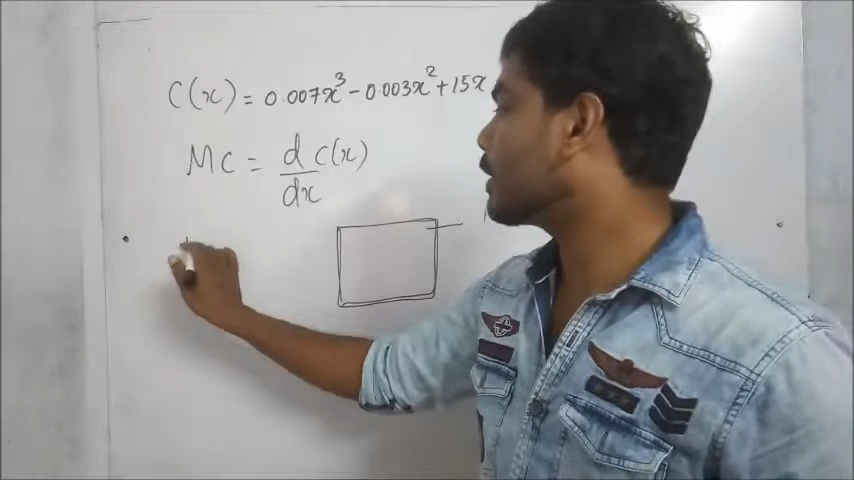 C(x) = 0.007x³ - 0.003x² + 15x
MC = d/dx C(x)